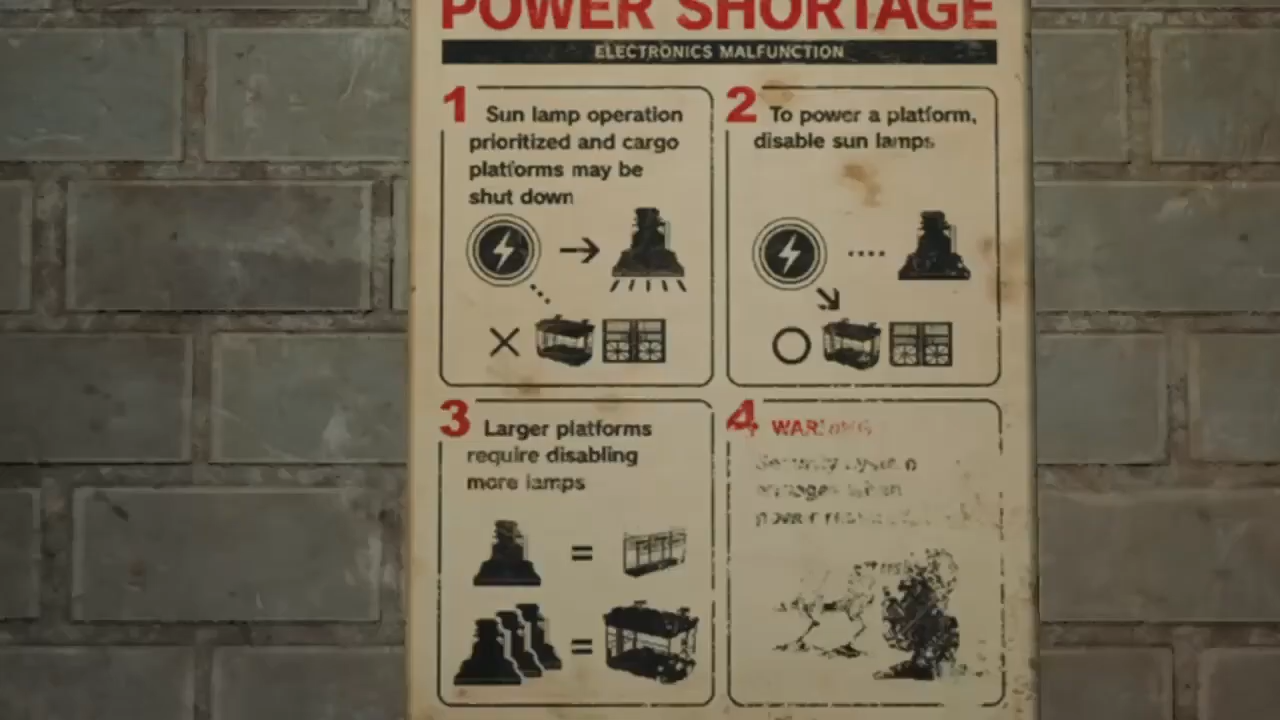 POWER SHORTAGE
ELECTRONICS MALFUNCTION
1 Sun lamp operation
prioritized and cargo
platforms may be
shut down
2 To power a platform,
disable sun lamps
3 Larger platforms
require disabling
more lamps
4 WARNING